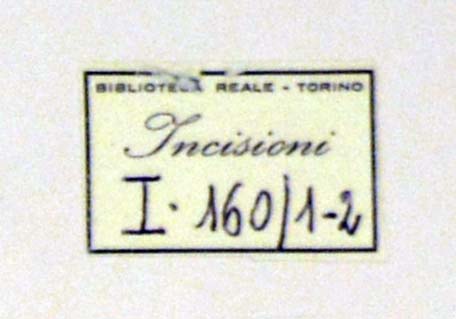 BIBLIOTECA REALE - TORINO
Incisioni
I. 160/1-2